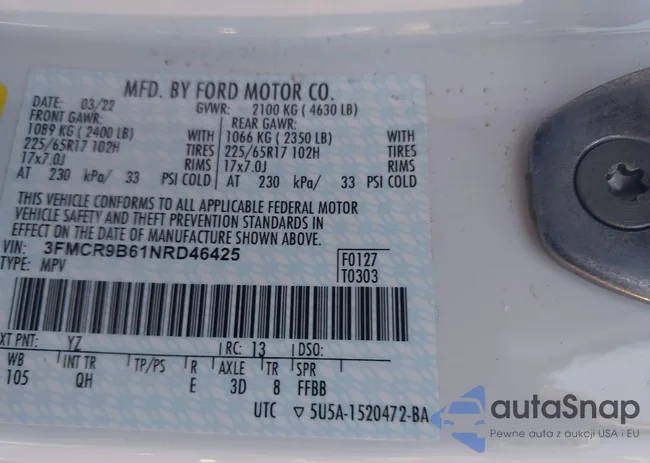 MFD. BY FORD MOTOR CO.
DATE: 03/22 GVWR: 2100 KG (4630 LB)
FRONT GAWR: REAR GAWR:
1089 KG (2400 LB) WITH 1066 KG (2350 LB) WITH
225/65R17 102H TIRES 225/65R17 102H TIRES
17x7.0J RIMS 17x7.0J RIMS
AT 230 kPa/ 33 PSI COLD AT 230 kPa/ 33 PSI COLD
THIS VEHICLE CONFORMS TO ALL APPLICABLE FEDERAL MOTOR
VEHICLE SAFETY AND THEFT PREVENTION STANDARDS IN
EFFECT ON THE DATE OF MANUFACTURE SHOWN ABOVE.
VIN: 3FMCR9B61NRD46425 F0127
TYPE: MPV T0303
XT PNT: YZ RC: 13 DSO:
WB INT TR TP/PS R AXLE TR SPR
105 QH E 3D 8 FFBB
UTC ▽ 5U5A-1520472-BA
autaSnap
Pewne auta z aukcji USA i EU